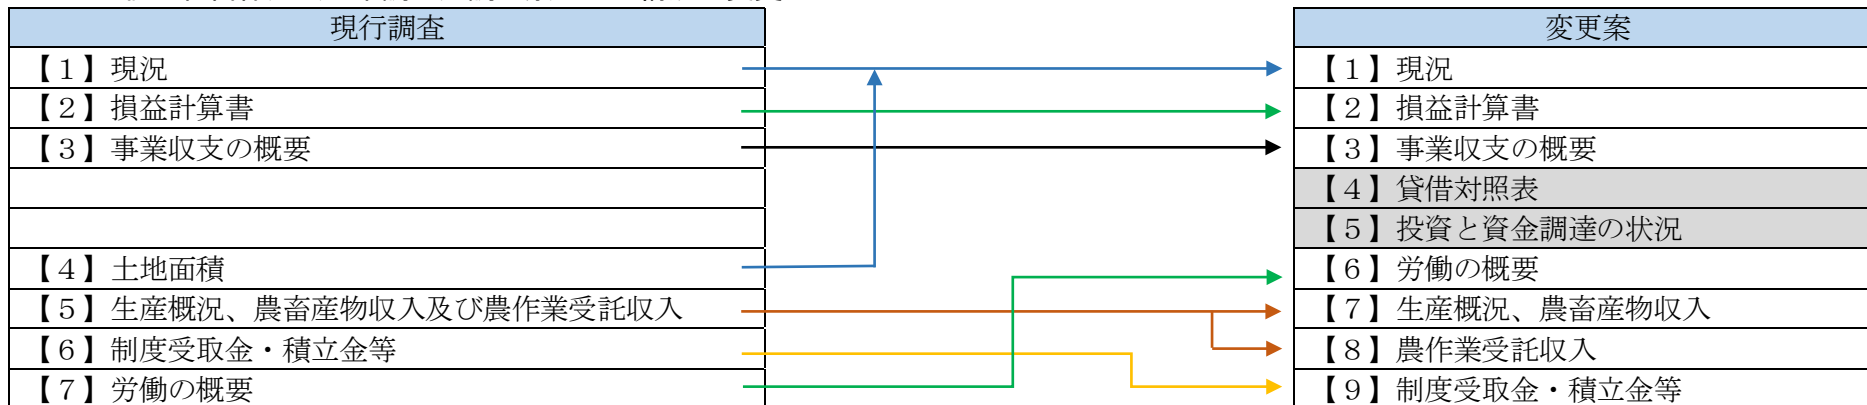 現行調査
【１】現況
【２】損益計算書
【３】事業収支の概要
【４】土地面積
【５】生産概況、農畜産物収入及び農作業受託収入
【６】制度受取金・積立金等
【７】労働の概要
変更案
【１】現況
【２】損益計算書
【３】事業収支の概要
【４】貸借対照表
【５】投資と資金調達の状況
【６】労働の概要
【７】生産概況、農畜産物収入
【８】農作業受託収入
【９】制度受取金・積立金等